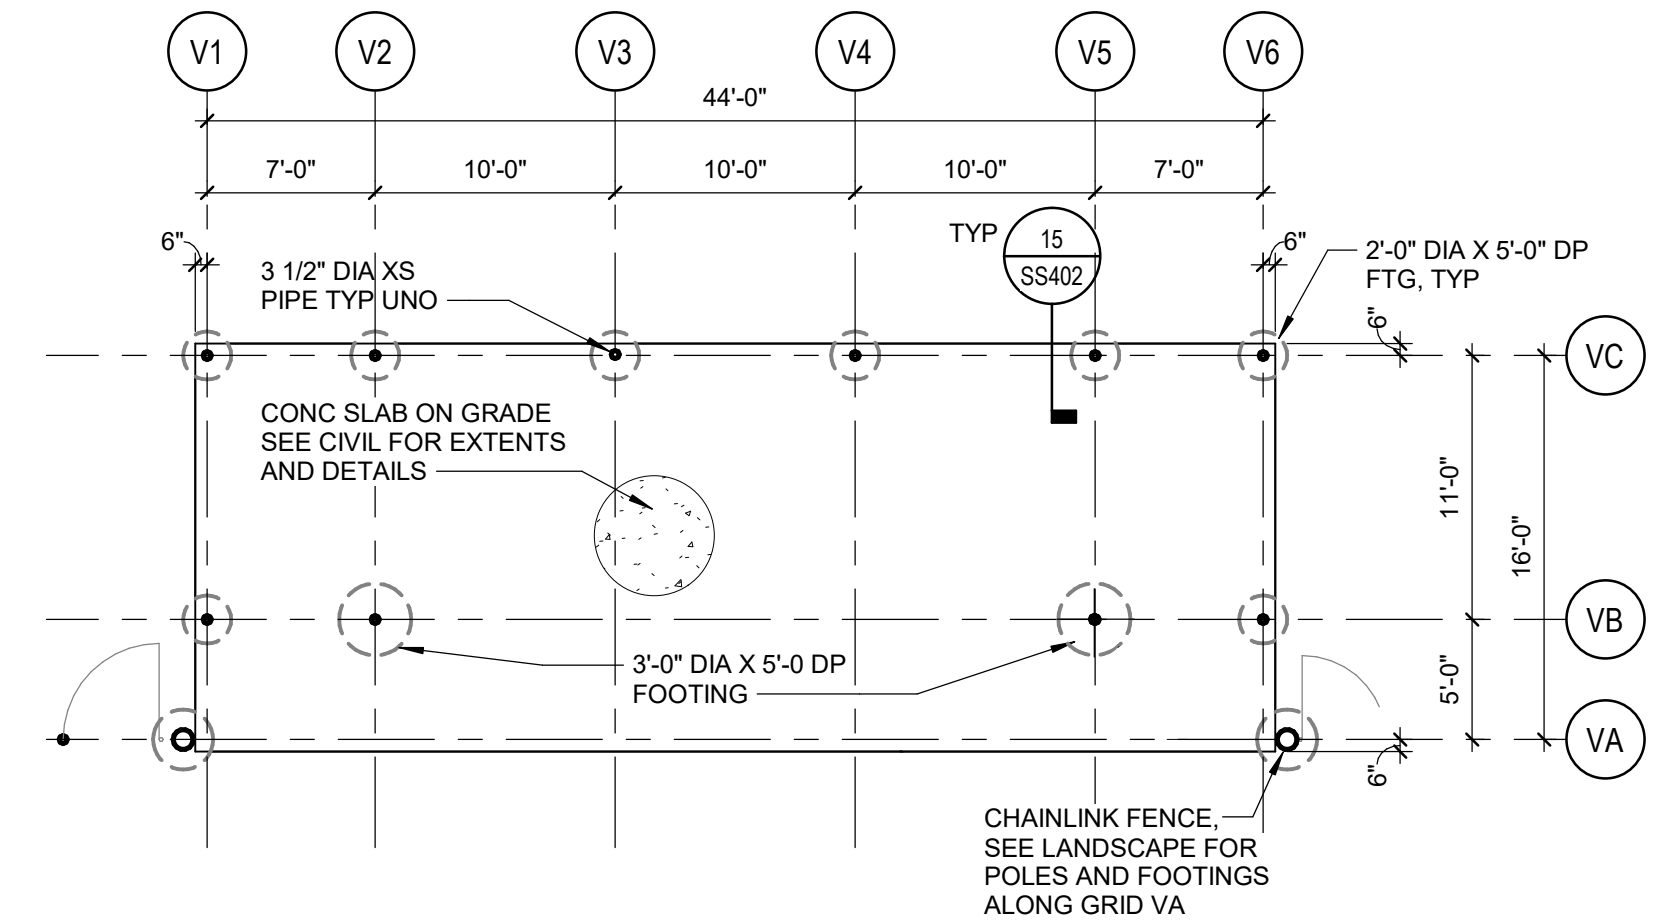 V1 V2 V3 V4 V5 V6
44'-0"
7'-0" 10'-0" 10'-0" 10'-0" 7'-0"
6"
3 1/2" DIA XS
PIPE TYP UNO
TYP
15
SS402
6"
2'-0" DIA X 5'-0" DP
FTG, TYP
6"
VC
CONC SLAB ON GRADE
SEE CIVIL FOR EXTENTS
AND DETAILS
11'-0"
16'-0"
VB
3'-0" DIA X 5'-0 DP
FOOTING
5'-0"
VA
6"
CHAINLINK FENCE,
SEE LANDSCAPE FOR
POLES AND FOOTINGS
ALONG GRID VA